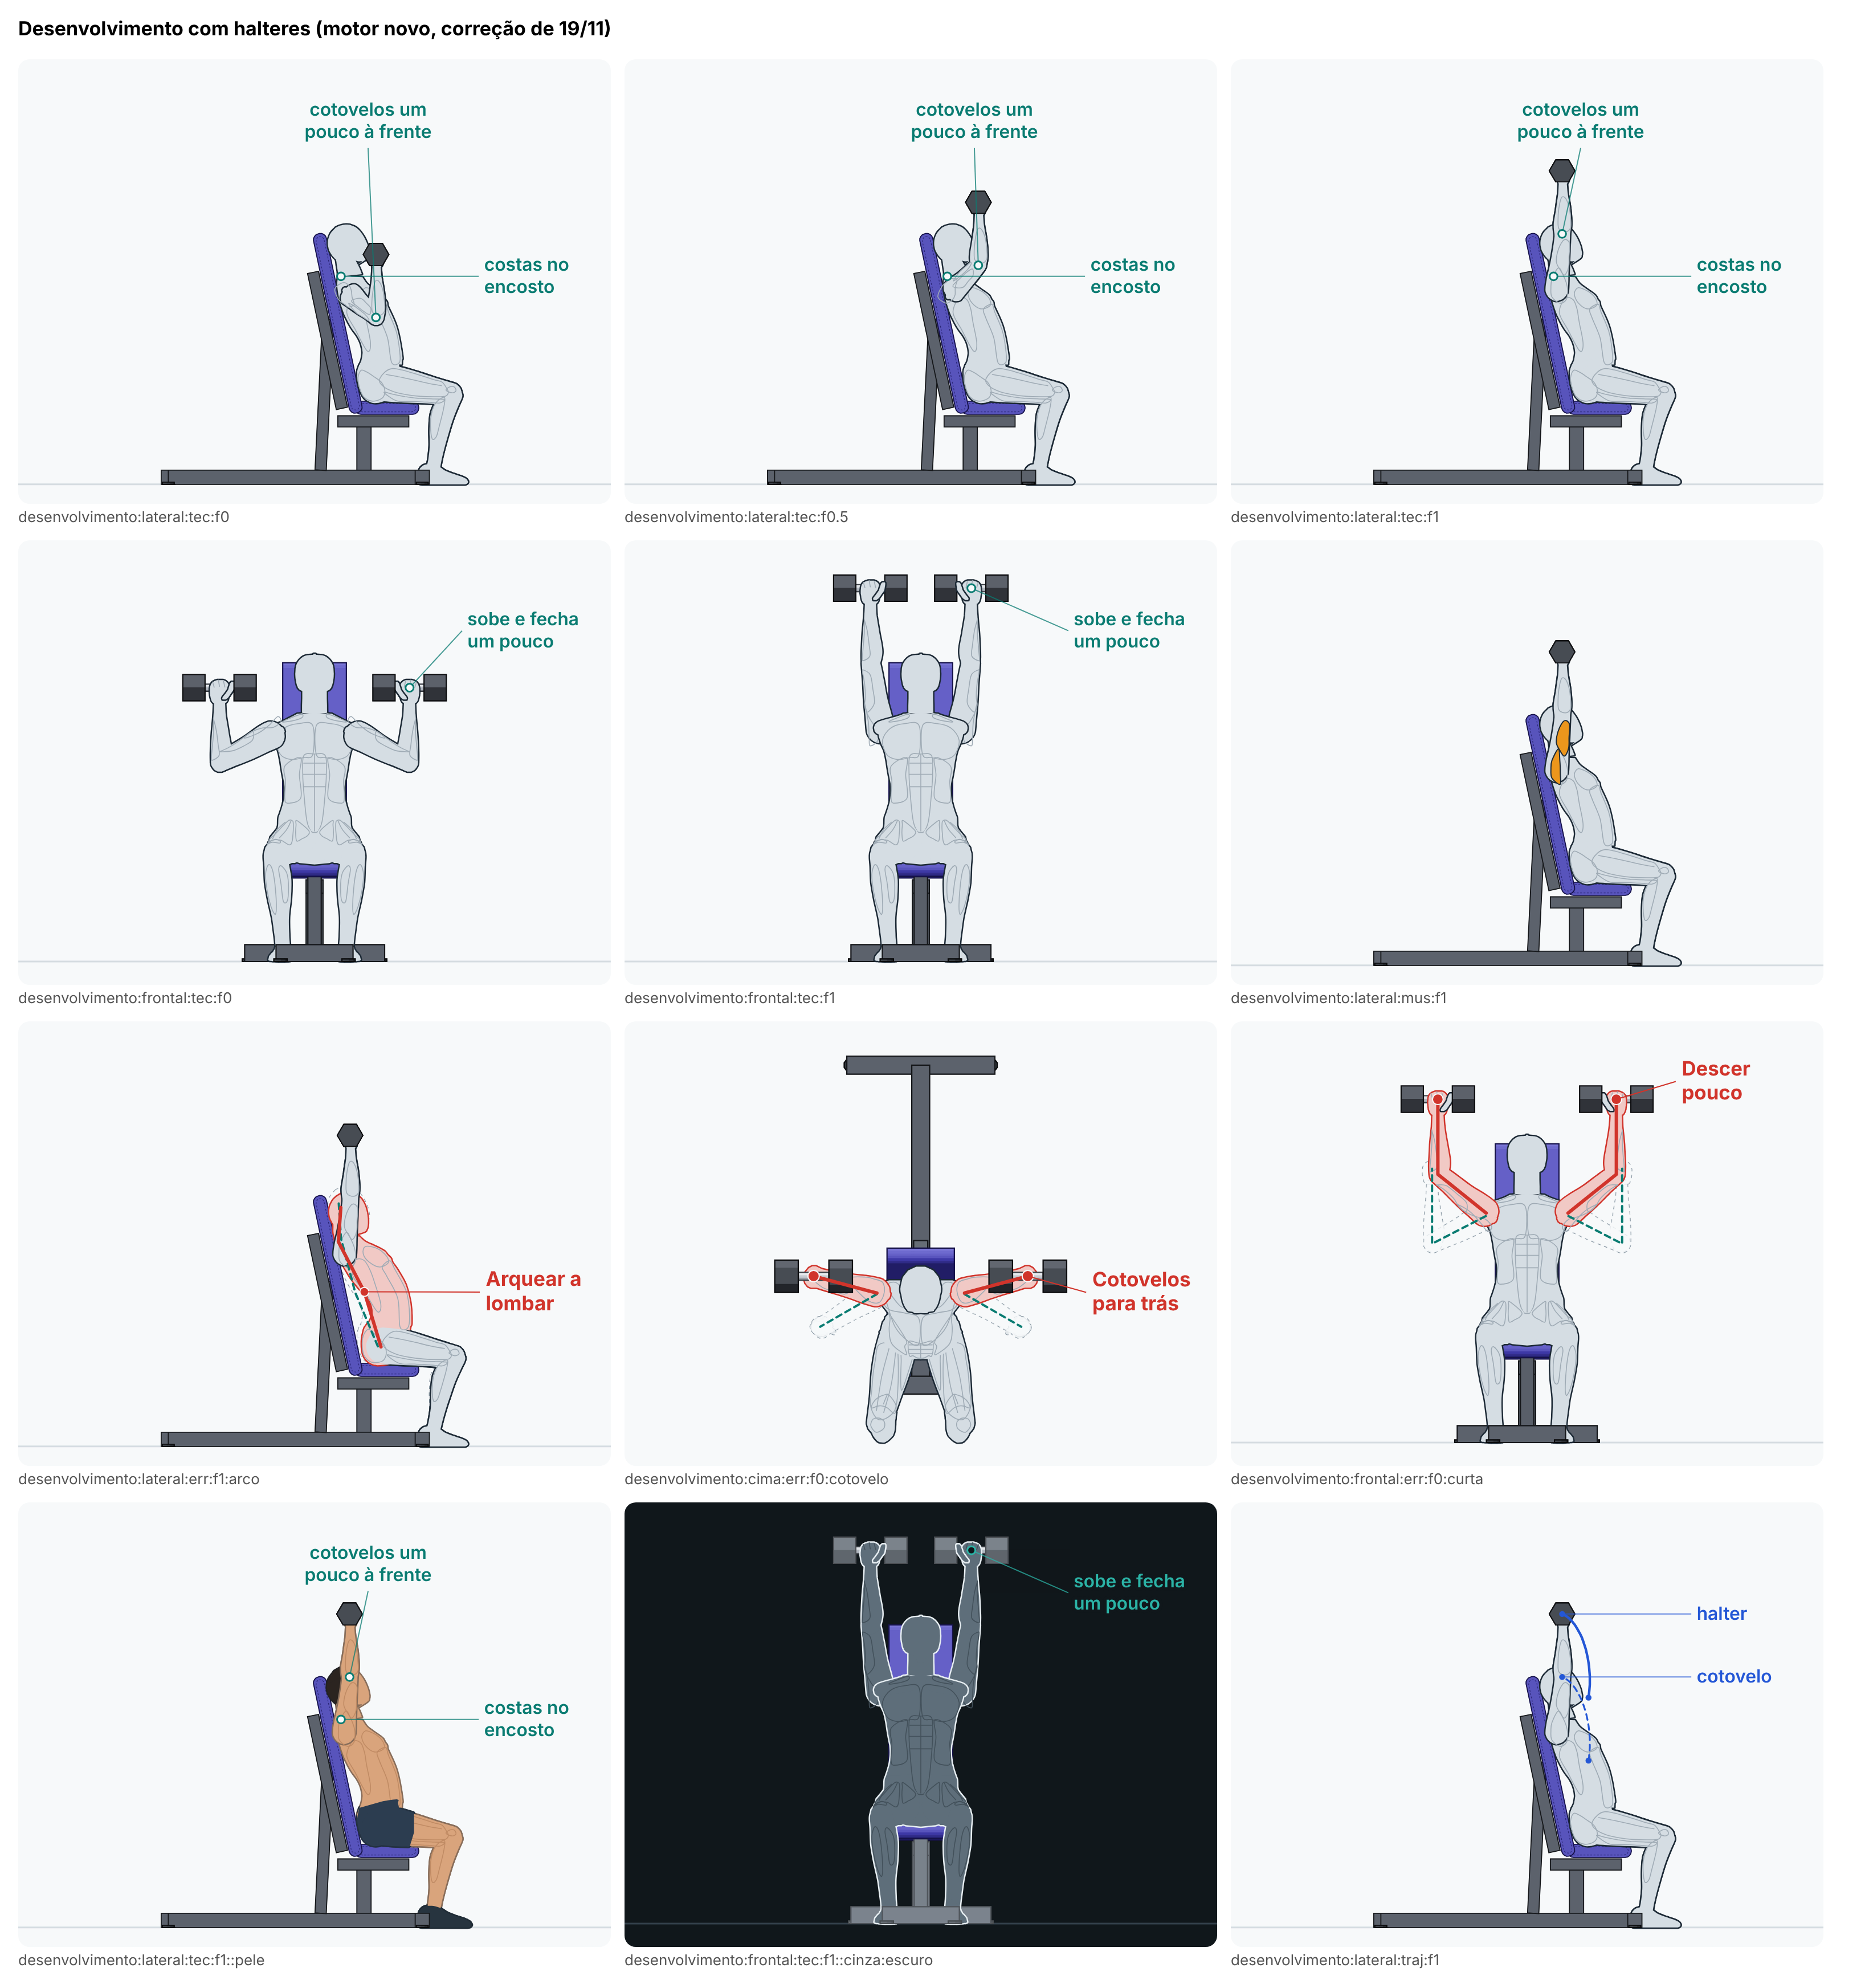 Desenvolvimento com halteres (motor novo, correção de 19/11)
cotovelos um
pouco à frente
costas no
encosto
desenvolvimento:lateral:tec:f0
cotovelos um
pouco à frente
costas no
encosto
desenvolvimento:lateral:tec:f0.5
cotovelos um
pouco à frente
costas no
encosto
desenvolvimento:lateral:tec:f1
sobe e fecha
um pouco
desenvolvimento:frontal:tec:f0
sobe e fecha
um pouco
desenvolvimento:frontal:tec:f1
desenvolvimento:lateral:mus:f1
Arquear a
lombar
desenvolvimento:lateral:err:f1:arco
Cotovelos
para trás
desenvolvimento:cima:err:f0:cotovelo
Descer
pouco
desenvolvimento:frontal:err:f0:curta
cotovelos um
pouco à frente
costas no
encosto
desenvolvimento:lateral:tec:f1::pele
sobe e fecha
um pouco
desenvolvimento:frontal:tec:f1::cinza:escuro
halter
cotovelo
desenvolvimento:lateral:traj:f1